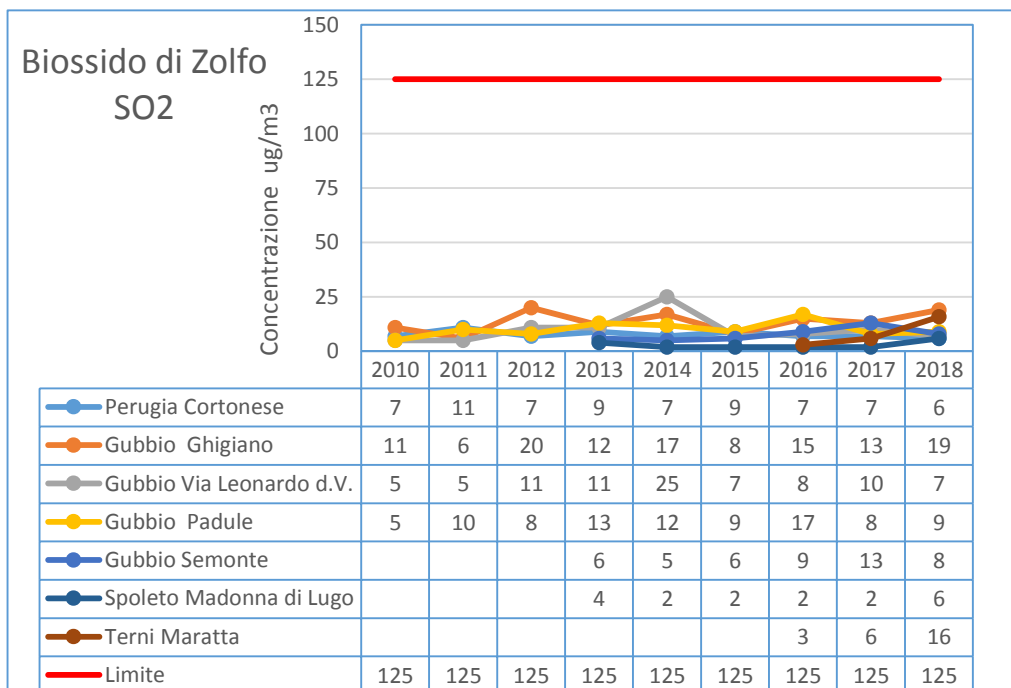 Biossido di Zolfo
SO2
Concentrazione ug/m3
150
125
100
75
50
25
0
2010 2011 2012 2013 2014 2015 2016 2017 2018
Perugia Cortonese 7 11 7 9 7 9 7 7 6
Gubbio Ghigiano 11 6 20 12 17 8 15 13 19
Gubbio Via Leonardo d.V. 5 5 11 11 25 7 8 10 7
Gubbio Padule 5 10 8 13 12 9 17 8 9
Gubbio Semonte 6 5 6 9 13 8
Spoleto Madonna di Lugo 4 2 2 2 2 6
Terni Maratta 3 6 16
Limite 125 125 125 125 125 125 125 125 125